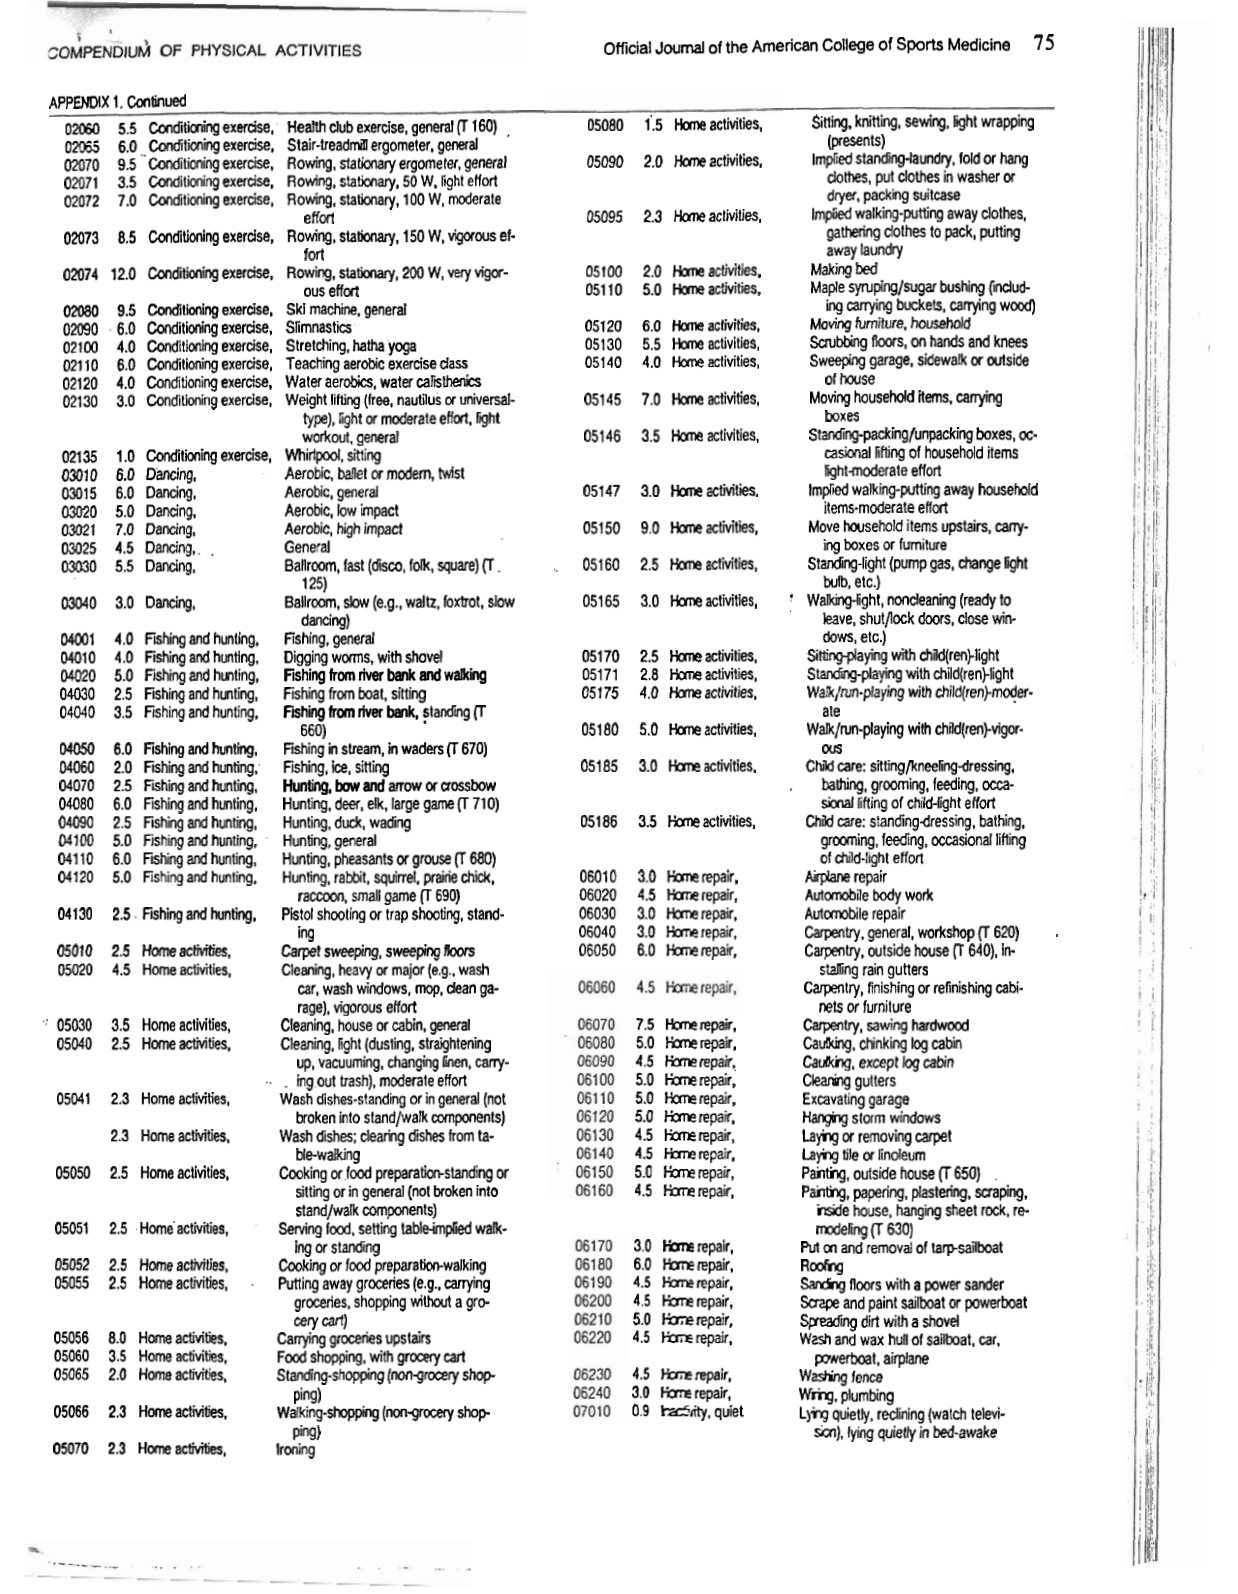 COMPENDIUM OF PHYSICAL ACTIVITIES
Official Journal of the American College of Sports Medicine 75
APPENDIX 1. Continued
02060 5.5 Conditioning exercise, Health club exercise, general (T 160)
02065 6.0 Conditioning exercise, Stair-treadmill ergometer, general
02070 9.5 Conditioning exercise, Rowing, stationary ergometer, general
02071 3.5 Conditioning exercise, Rowing, stationary, 50 W, light effort
02072 7.0 Conditioning exercise, Rowing, stationary, 100 W, moderate
effort
02073 8.5 Conditioning exercise, Rowing, stationary, 150 W, vigorous ef-
fort
02074 12.0 Conditioning exercise, Rowing, stationary, 200 W, very vigor-
ous effort
02080 9.5 Conditioning exercise, Ski machine, general
02090 6.0 Conditioning exercise, Slimnastics
02100 4.0 Conditioning exercise, Stretching, hatha yoga
02110 6.0 Conditioning exercise, Teaching aerobic exercise class
02120 4.0 Conditioning exercise, Water aerobics, water calisthenics
02130 3.0 Conditioning exercise, Weight lifting (free, nautilus or universal-
type), light or moderate effort, light
workout, general
02135 1.0 Conditioning exercise, Whirlpool, sitting
03010 6.0 Dancing, Aerobic, ballet or modern, twist
03015 6.0 Dancing, Aerobic, general
03020 5.0 Dancing, Aerobic, low impact
03021 7.0 Dancing, Aerobic, high impact
03025 4.5 Dancing, General
03030 5.5 Dancing, Ballroom, fast (disco, folk, square) (T
125)
03040 3.0 Dancing, Ballroom, slow (e.g., waltz, foxtrot, slow
dancing)
04001 4.0 Fishing and hunting, Fishing, general
04010 4.0 Fishing and hunting, Digging worms, with shovel
04020 5.0 Fishing and hunting, Fishing from river bank and walking
04030 2.5 Fishing and hunting, Fishing from boat, sitting
04040 3.5 Fishing and hunting, Fishing from river bank, standing (T
660)
04050 6.0 Fishing and hunting, Fishing in stream, in waders (T 670)
04060 2.0 Fishing and hunting, Fishing, ice, sitting
04070 2.5 Fishing and hunting, Hunting, bow and arrow or crossbow
04080 6.0 Fishing and hunting, Hunting, deer, elk, large game (T 710)
04090 2.5 Fishing and hunting, Hunting, duck, wading
04100 5.0 Fishing and hunting, Hunting, general
04110 6.0 Fishing and hunting, Hunting, pheasants or grouse (T 680)
04120 5.0 Fishing and hunting, Hunting, rabbit, squirrel, prairie chick,
raccoon, small game (T 690)
04130 2.5 Fishing and hunting, Pistol shooting or trap shooting, stand-
ing
05010 2.5 Home activities, Carpet sweeping, sweeping floors
05020 4.5 Home activities, Cleaning, heavy or major (e.g., wash
car, wash windows, mop, clean ga-
rage), vigorous effort
05030 3.5 Home activities, Cleaning, house or cabin, general
05040 2.5 Home activities, Cleaning, light (dusting, straightening
up, vacuuming, changing linen, carry-
ing out trash), moderate effort
05041 2.3 Home activities, Wash dishes-standing or in general (not
broken into stand/walk components)
2.3 Home activities, Wash dishes; clearing dishes from ta-
ble-walking
05050 2.5 Home activities, Cooking or food preparation-standing or
sitting or in general (not broken into
stand/walk components)
05051 2.5 Home activities, Serving food, setting table-implied walk-
ing or standing
05052 2.5 Home activities, Cooking or food preparation-walking
05055 2.5 Home activities, Putting away groceries (e.g., carrying
groceries, shopping without a gro-
cery cart)
05056 8.0 Home activities, Carrying groceries upstairs
05060 3.5 Home activities, Food shopping, with grocery cart
05065 2.0 Home activities, Standing-shopping (non-grocery shop-
ping)
05066 2.3 Home activities, Walking-shopping (non-grocery shop-
ping)
05070 2.3 Home activities, Ironing
05080 1.5 Home activities, Sitting, knitting, sewing, light wrapping
(presents)
05090 2.0 Home activities, Implied standing-laundry, fold or hang
clothes, put clothes in washer or
dryer, packing suitcase
05095 2.3 Home activities, Implied walking-putting away clothes,
gathering clothes to pack, putting
away laundry
05100 2.0 Home activities, Making bed
05110 5.0 Home activities, Maple syruping/sugar bushing (includ-
ing carrying buckets, carrying wood)
05120 6.0 Home activities, Moving furniture, household
05130 5.5 Home activities, Scrubbing floors, on hands and knees
05140 4.0 Home activities, Sweeping garage, sidewalk or outside
of house
05145 7.0 Home activities, Moving household items, carrying
boxes
05146 3.5 Home activities, Standing-packing/unpacking boxes, oc-
casional lifting of household items
light-moderate effort
05147 3.0 Home activities, Implied walking-putting away household
items-moderate effort
05150 9.0 Home activities, Move household items upstairs, carry-
ing boxes or furniture
05160 2.5 Home activities, Standing-light (pump gas, change light
bulb, etc.)
05165 3.0 Home activities, Walking-light, noncleaning (ready to
leave, shut/lock doors, close win-
dows, etc.)
05170 2.5 Home activities, Sitting-playing with child(ren)-light
05171 2.8 Home activities, Standing-playing with child(ren)-light
05175 4.0 Home activities, Walk/run-playing with child(ren)-moder-
ate
05180 5.0 Home activities, Walk/run-playing with child(ren)-vigor-
ous
05185 3.0 Home activities, Child care: sitting/kneeling-dressing,
bathing, grooming, feeding, occa-
sional lifting of child-light effort
05186 3.5 Home activities, Child care: standing-dressing, bathing,
grooming, feeding, occasional lifting
of child-light effort
06010 3.0 Home repair, Airplane repair
06020 4.5 Home repair, Automobile body work
06030 3.0 Home repair, Automobile repair
06040 3.0 Home repair, Carpentry, general, workshop (T 620)
06050 6.0 Home repair, Carpentry, outside house (T 640), in-
stalling rain gutters
06060 4.5 Home repair, Carpentry, finishing or refinishing cabi-
nets or furniture
06070 7.5 Home repair, Carpentry, sawing hardwood
06080 5.0 Home repair, Caulking, chinking log cabin
06090 4.5 Home repair, Caulking, except log cabin
06100 5.0 Home repair, Cleaning gutters
06110 5.0 Home repair, Excavating garage
06120 5.0 Home repair, Hanging storm windows
06130 4.5 Home repair, Laying or removing carpet
06140 4.5 Home repair, Laying tile or linoleum
06150 5.0 Home repair, Painting, outside house (T 650)
06160 4.5 Home repair, Painting, papering, plastering, scraping,
inside house, hanging sheet rock, re-
modeling (T 630)
06170 3.0 Home repair, Put on and removal of tarp-sailboat
06180 6.0 Home repair, Roofing
06190 4.5 Home repair, Sanding floors with a power sander
06200 4.5 Home repair, Scrape and paint sailboat or powerboat
06210 5.0 Home repair, Spreading dirt with a shovel
06220 4.5 Home repair, Wash and wax hull of sailboat, car,
powerboat, airplane
06230 4.5 Home repair, Washing fence
06240 3.0 Home repair, Wiring, plumbing
07010 0.9 Inactivity, quiet Lying quietly, reclining (watch televi-
sion), lying quietly in bed-awake